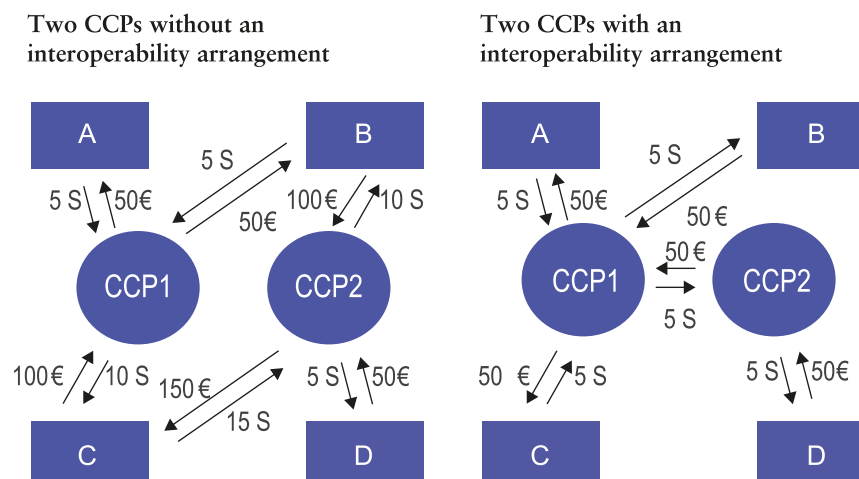 Two CCPs without an
interoperability arrangement
A
B
5 S
5 S
50€
50€
100€
10 S
CCP1
CCP2
100€
10 S
150€
15 S
5 S
50€
C
D
Two CCPs with an
interoperability arrangement
A
B
5 S
5 S
50€
50€
50€
CCP1
CCP2
5 S
50 €
5 S
5 S
50€
C
D